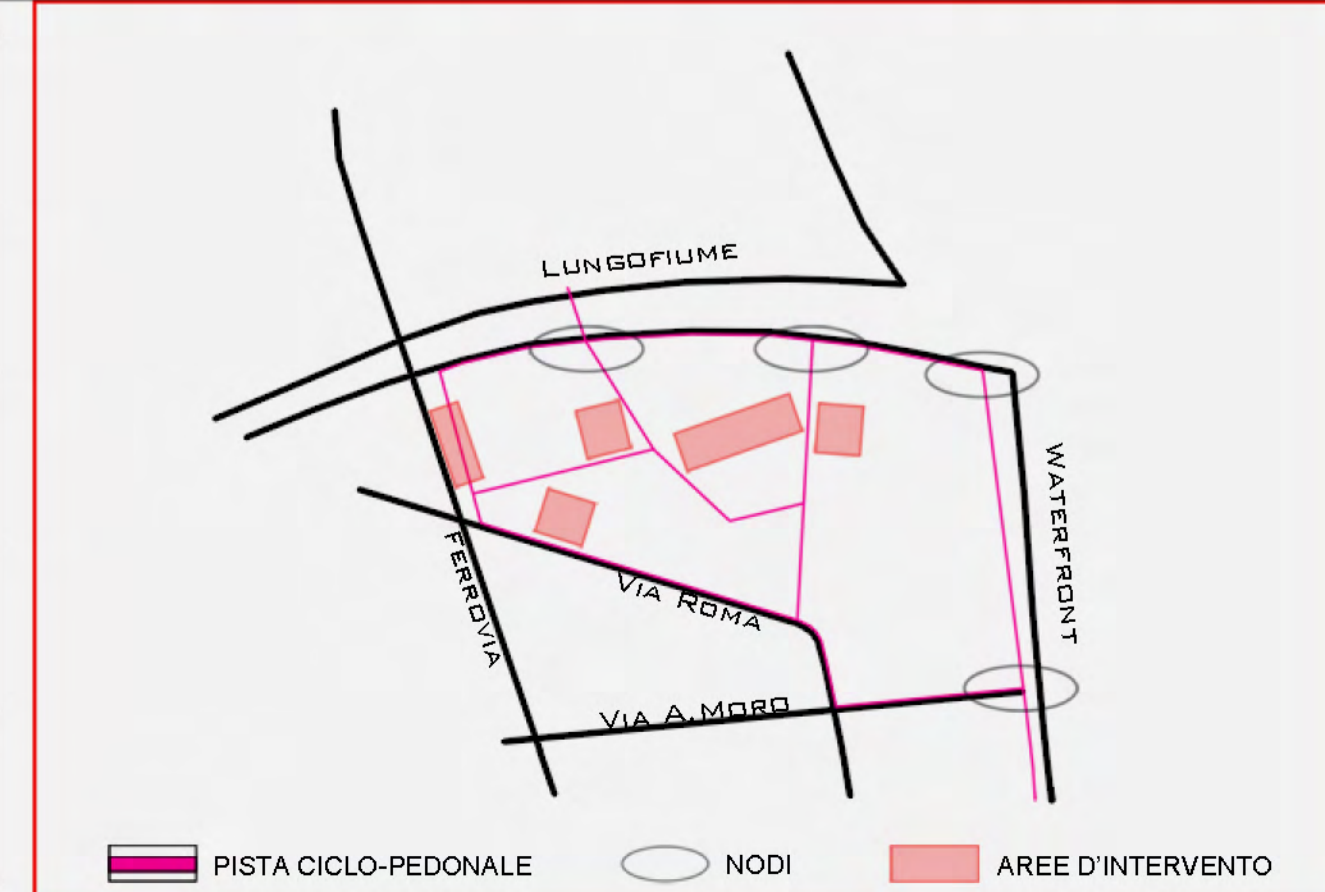 LUNGOFIUME
WATERFRONT
FERROVIA
VIA ROMA
VIA A.MORO
PISTA CICLO-PEDONALE
NODI
AREE D'INTERVENTO